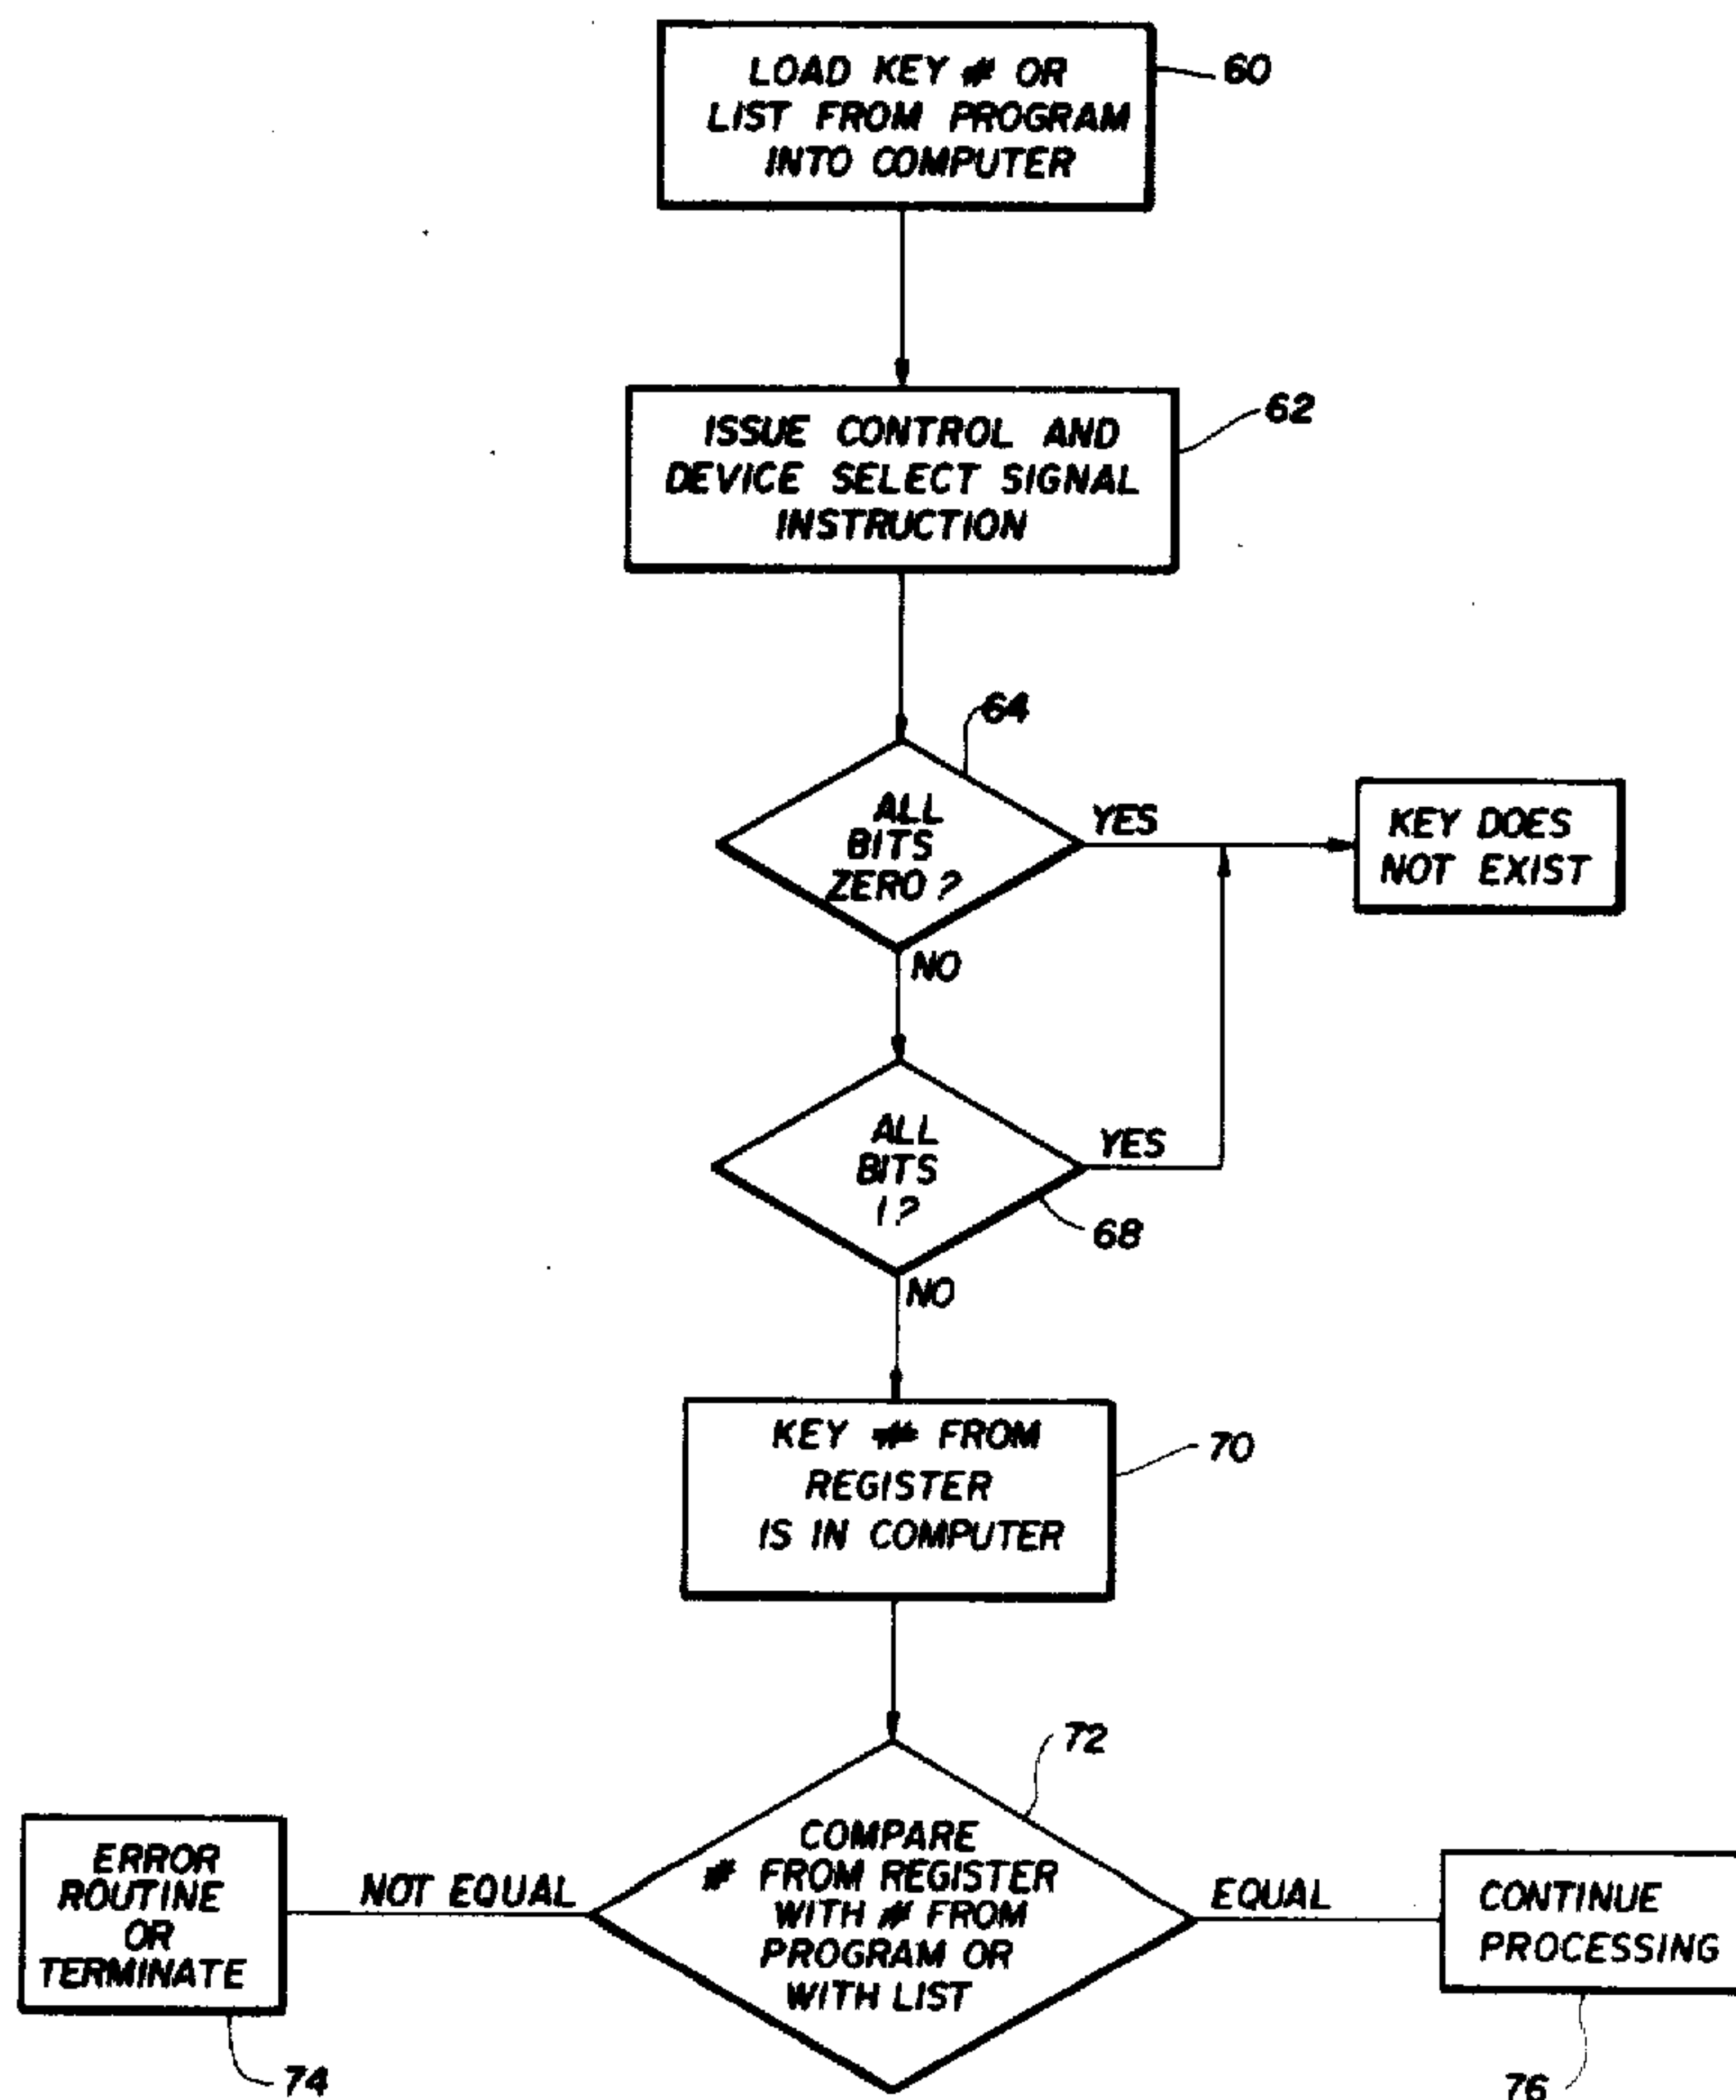 LOAD KEY # OR
LIST FROM PROGRAM
INTO COMPUTER
60
ISSUE CONTROL AND
DEVICE SELECT SIGNAL
INSTRUCTION
62
64
ALL
BITS
ZERO?
YES
KEY DOES
NOT EXIST
NO
ALL
BITS
1?
YES
68
NO
KEY # FROM
REGISTER
IS IN COMPUTER
70
72
COMPARE
# FROM REGISTER
WITH # FROM
PROGRAM OR
WITH LIST
NOT EQUAL
ERROR
ROUTINE
OR
TERMINATE
74
EQUAL
CONTINUE
PROCESSING
76